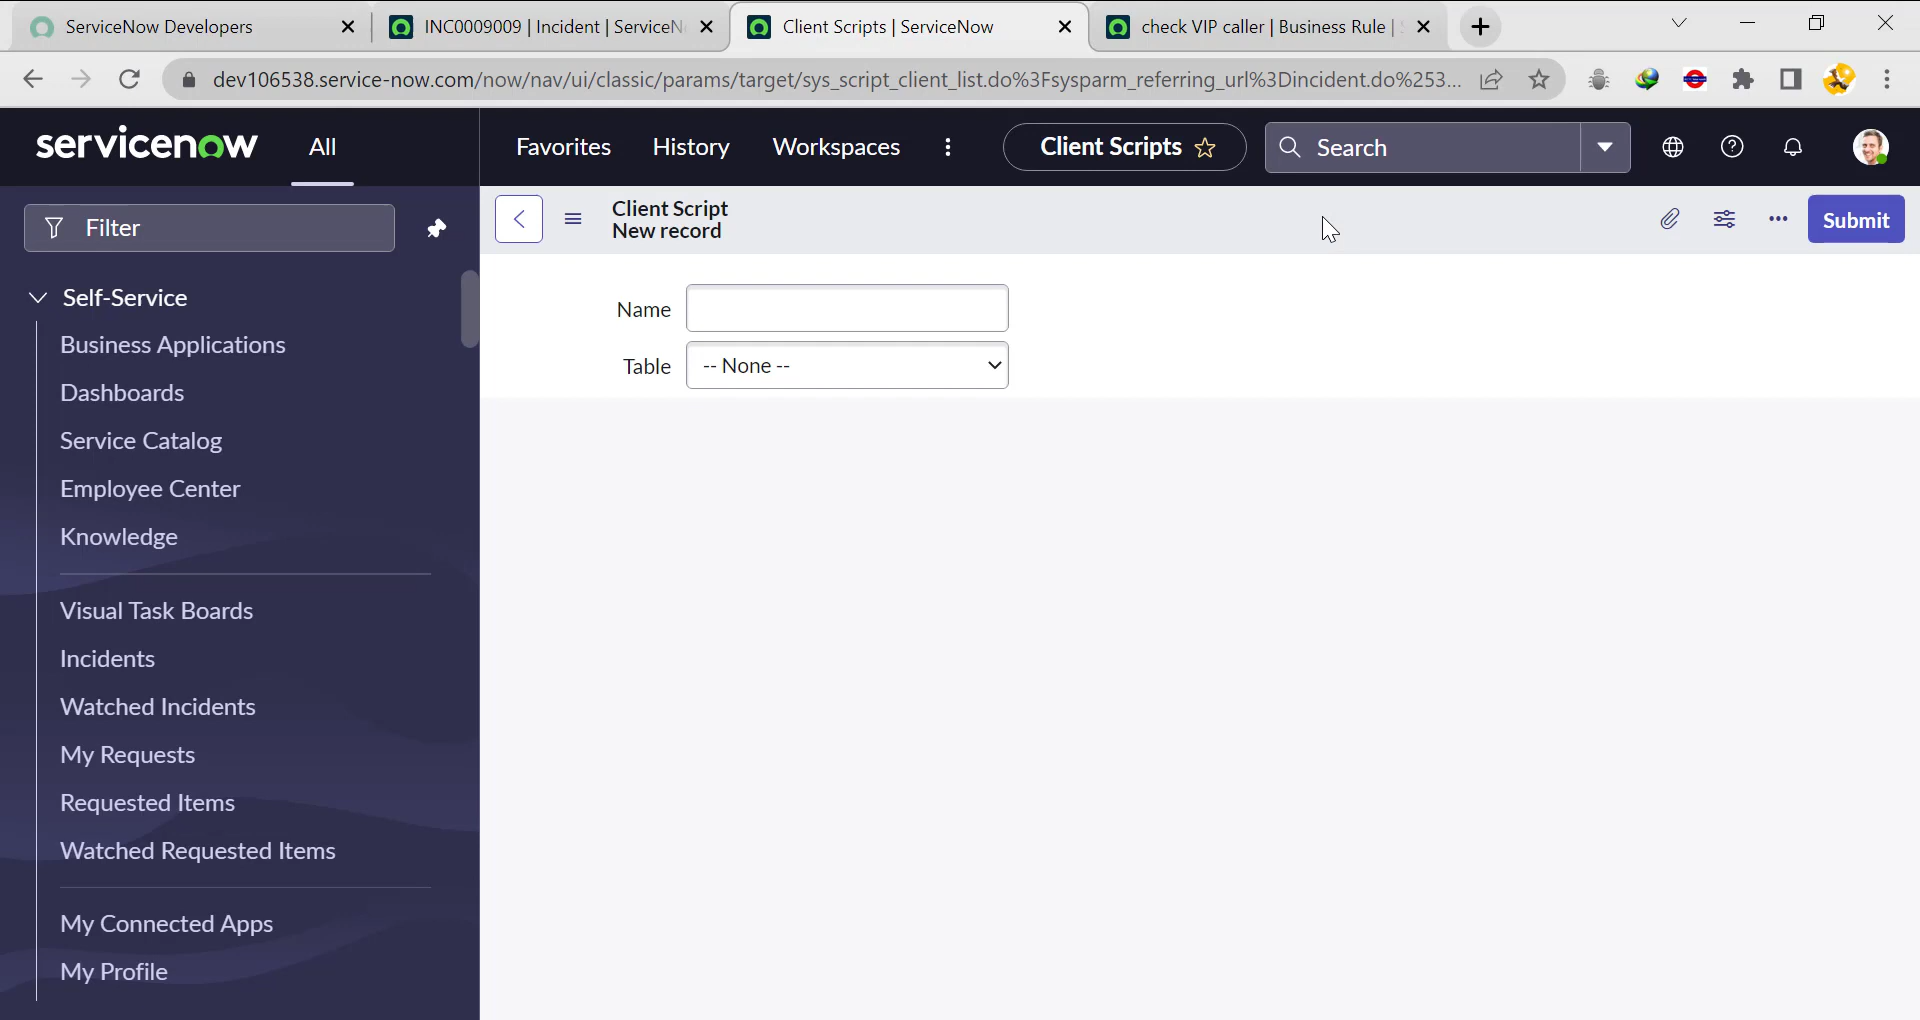 ServiceNow Developers
INC0009009 | Incident | ServiceN
Client Scripts | ServiceNow
check VIP caller | Business Rule |
dev106538.service-now.com/now/nav/ui/classic/params/target/sys_script_client_list.do%3Fsysparm_referring_url%3Dincident.do%253...
servicenow
All
Favorites
History
Workspaces
Client Scripts
Search
Filter
Client Script
New record
Submit
Name
Table
-- None --
Self-Service
Business Applications
Dashboards
Service Catalog
Employee Center
Knowledge
Visual Task Boards
Incidents
Watched Incidents
My Requests
Requested Items
Watched Requested Items
My Connected Apps
My Profile